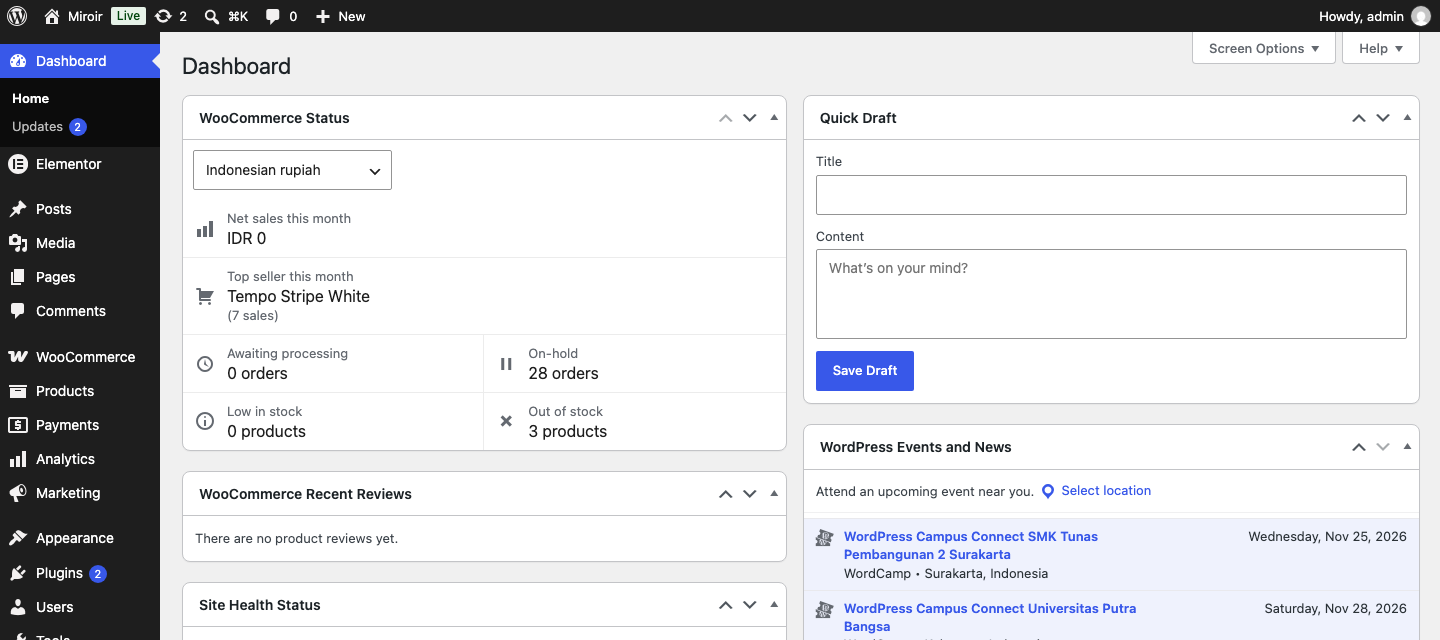 Miroir
Live
2
⌘K
0
New
Howdy, admin
Dashboard
Home
Updates 2
Elementor
Posts
Media
Pages
Comments
WooCommerce
Products
Payments
Analytics
Marketing
Appearance
Plugins 2
Users
Tools
Screen Options
Help
Dashboard
WooCommerce Status
Indonesian rupiah
Net sales this month
IDR 0
Top seller this month
Tempo Stripe White
(7 sales)
Awaiting processing
0 orders
On-hold
28 orders
Low in stock
0 products
Out of stock
3 products
WooCommerce Recent Reviews
There are no product reviews yet.
Site Health Status
Quick Draft
Title
Content
What's on your mind?
Save Draft
WordPress Events and News
Attend an upcoming event near you. Select location
WordPress Campus Connect SMK Tunas
Pembangunan 2 Surakarta
WordCamp • Surakarta, Indonesia
Wednesday, Nov 25, 2026
WordPress Campus Connect Universitas Putra
Bangsa
Saturday, Nov 28, 2026